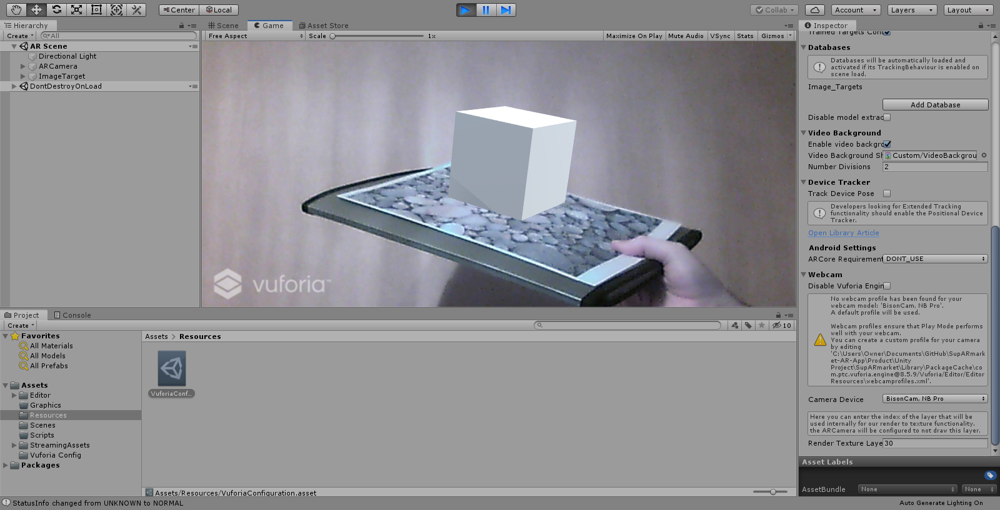 Center
Local
Collab
Account
Layers
Layout
Hierarchy
Create
All
AR Scene
Directional Light
ARCamera
ImageTarget
DontDestroyOnLoad
Scene
Game
Asset Store
Free Aspect
Scale
1x
Maximize On Play
Mute Audio
VSync
Stats
Gizmos
vuforia™
Project
Console
Create
10
Favorites
All Materials
All Models
All Prefabs
Assets
Editor
Graphics
Resources
Scenes
Scripts
StreamingAssets
Vuforia Config
Packages
Assets > Resources
VuforiaConf...
Assets/Resources/VuforiaConfiguration.asset
Inspector
Trained Targets Cont
Databases
Databases will be automatically loaded and
activated if its TrackingBehaviour is enabled on
scene load.
Image_Targets
Add Database
Disable model extrac
Video Background
Enable video backgro
Video Background Sh
Custom/VideoBackgrou
Number Divisions
2
Device Tracker
Track Device Pose
Developers looking for Extended Tracking
functionality should enable the Positional Device
Tracker.
Open Library Article
Android Settings
ARCore Requirement
DONT_USE
Webcam
Disable Vuforia Engin
No webcam profile has been found for your
webcam model: 'BisonCam, NB Pro'.
A default profile will be used.
Webcam profiles ensure that Play Mode performs
well with your webcam.
You can create a custom profile for your camera
by editing
'C:\Users\Owner\Documents\GitHub\SupARmark
et-AR-App\Product\Unity
Project\SupARmarket\Library\PackageCache\co
m.ptc.vuforia.engine@8.5.9/Vuforia/Editor/Editor
Resources\webcamprofiles.xml'.
Camera Device
BisonCam, NB Pro
Here you can enter the index of the layer that will be
used internally for our render to texture functionality.
the ARCamera will be configured to not draw this layer.
Render Texture Laye
30
Asset Labels
AssetBundle
None
None
StatusInfo changed from UNKNOWN to NORMAL
Auto Generate Lighting On